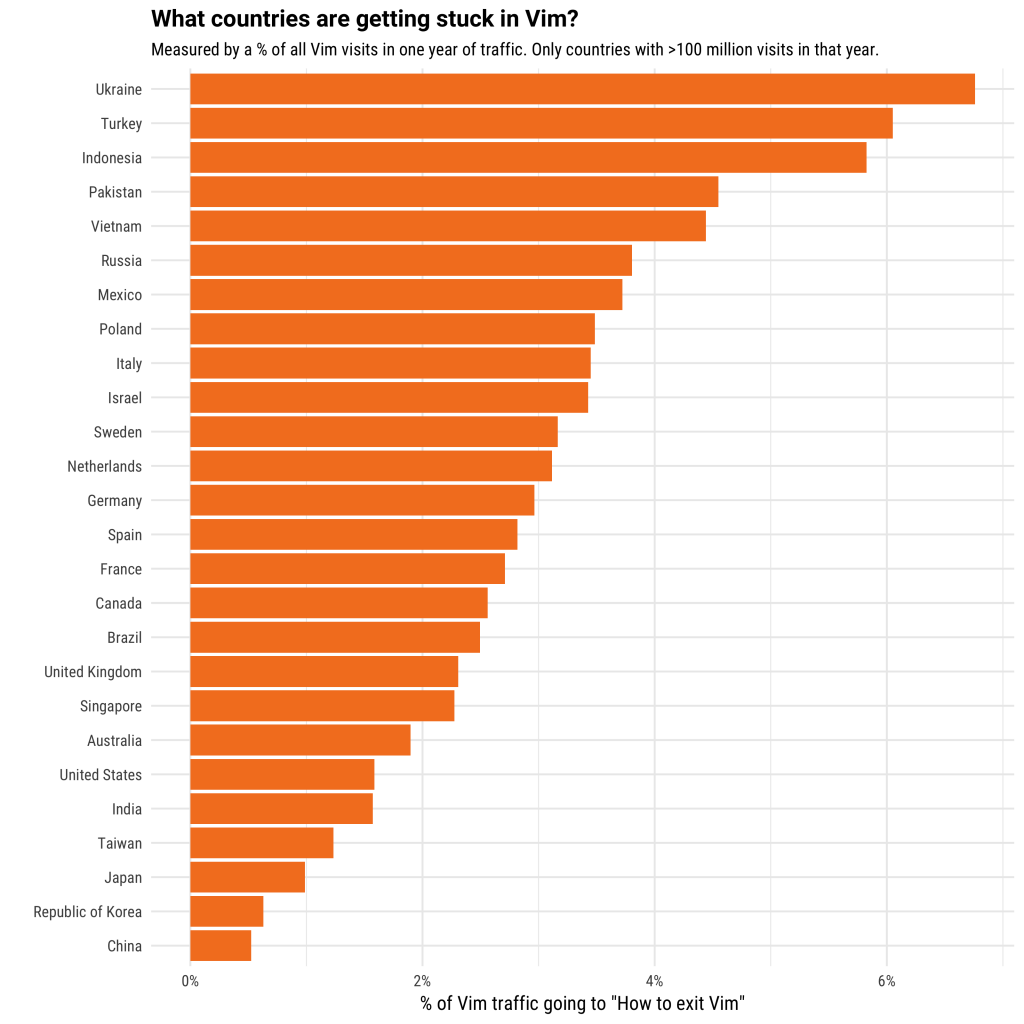 What countries are getting stuck in Vim?
Measured by a % of all Vim visits in one year of traffic. Only countries with >100 million visits in that year.
Ukraine
Turkey
Indonesia
Pakistan
Vietnam
Russia
Mexico
Poland
Italy
Israel
Sweden
Netherlands
Germany
Spain
France
Canada
Brazil
United Kingdom
Singapore
Australia
United States
India
Taiwan
Japan
Republic of Korea
China
0% 2% 4% 6%
% of Vim traffic going to "How to exit Vim"